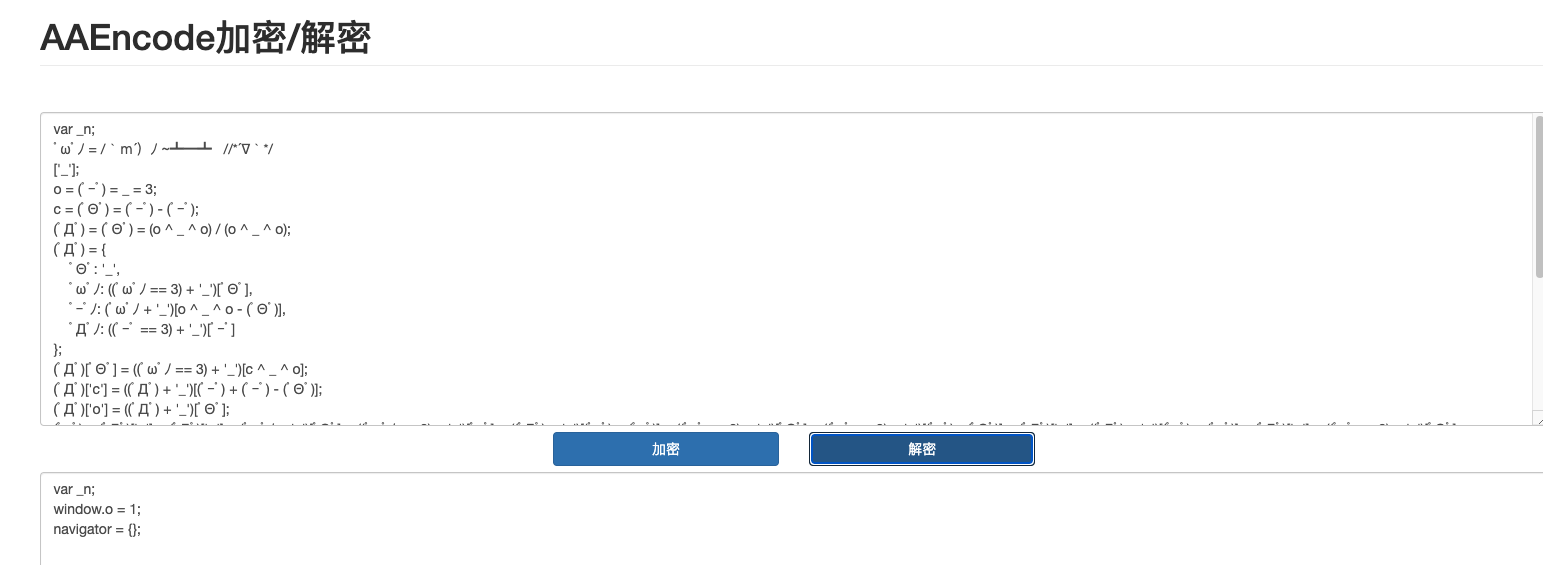 AAEncode加密/解密
var _n;
ﾟωﾟﾉ = /｀ｍ´）ﾉ ~┻━┻   //*´∇｀*/
['_'];
o = (ﾟｰﾟ) = _ = 3;
c = (ﾟΘﾟ) = (ﾟｰﾟ) - (ﾟｰﾟ);
(ﾟДﾟ) = (ﾟΘﾟ) = (o ^ _ ^ o) / (o ^ _ ^ o);
(ﾟДﾟ) = {
    ﾟΘﾟ: '_',
    ﾟωﾟﾉ: ((ﾟωﾟﾉ == 3) + '_')[ﾟΘﾟ],
    ﾟｰﾟﾉ: (ﾟωﾟﾉ + '_')[o ^ _ ^ o - (ﾟΘﾟ)],
    ﾟДﾟﾉ: ((ﾟｰﾟ == 3) + '_')[ﾟｰﾟ]
};
(ﾟДﾟ)[ﾟΘﾟ] = ((ﾟωﾟﾉ == 3) + '_')[c ^ _ ^ o];
(ﾟДﾟ)['c'] = ((ﾟДﾟ) + '_')[(ﾟｰﾟ) + (ﾟｰﾟ) - (ﾟΘﾟ)];
(ﾟДﾟ)['o'] = ((ﾟДﾟ) + '_')[ﾟΘﾟ];
加密
解密
var _n;
window.o = 1;
navigator = {};